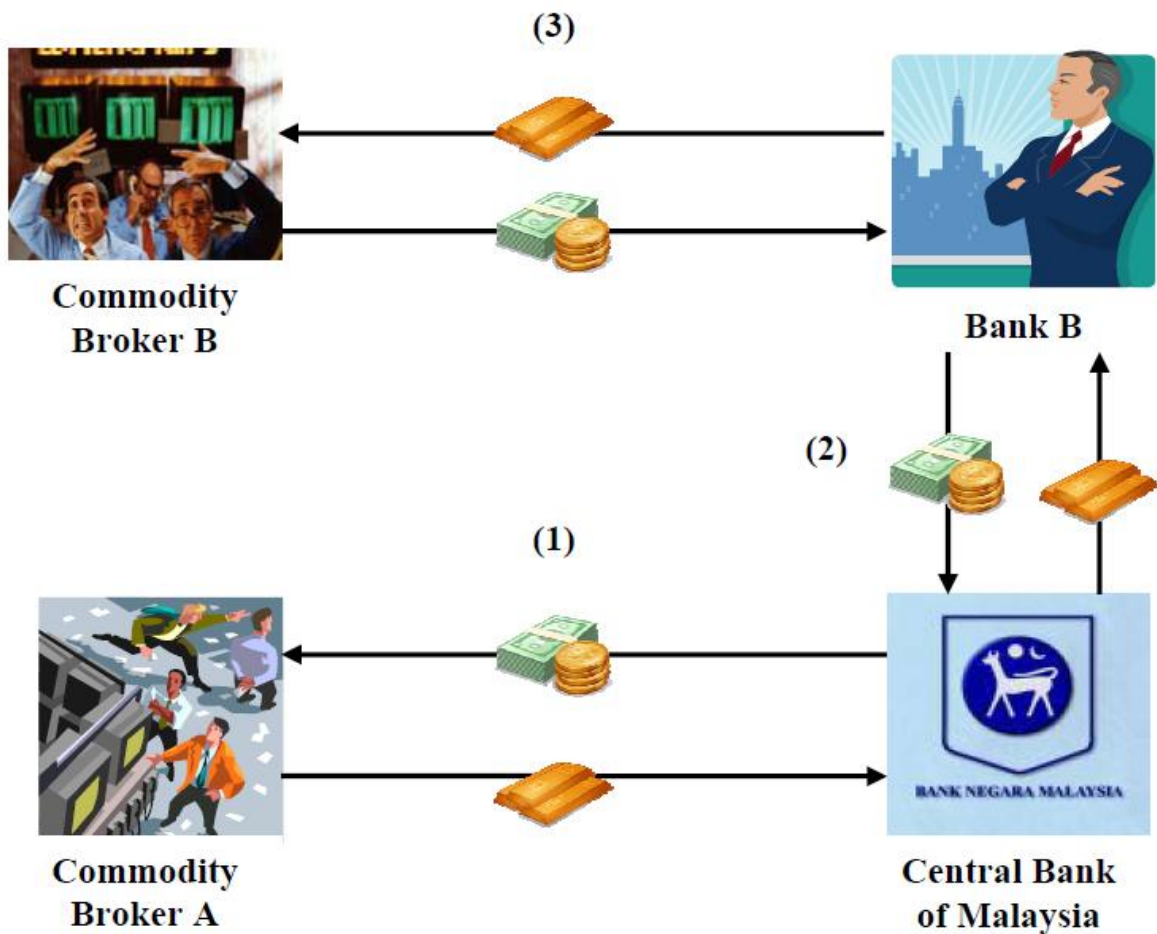 (3)
Commodity
Broker B
Bank B
(2)
(1)
BANK NEGARA MALAYSIA
Commodity
Broker A
Central Bank
of Malaysia